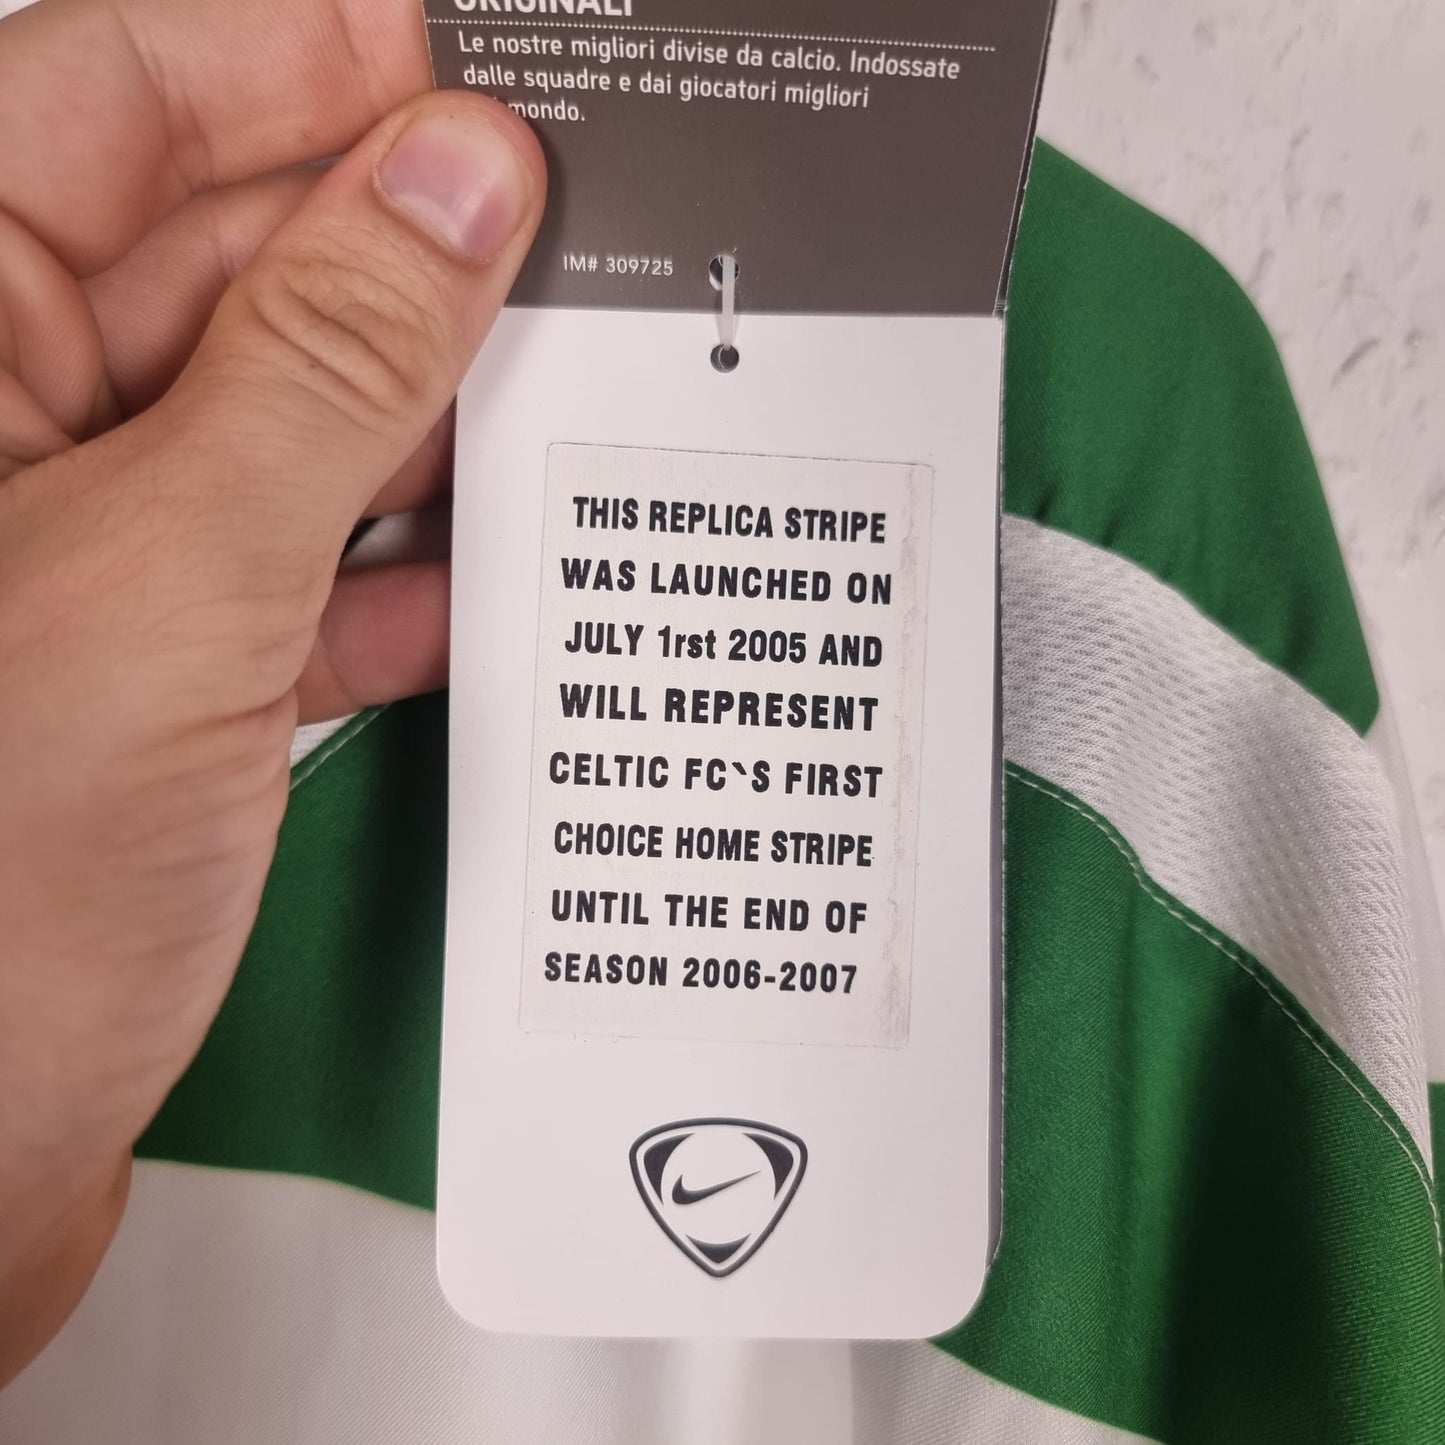 ORIGINALI
Le nostre migliori divise da calcio. Indossate
dalle squadre e dai giocatori migliori
mondo.
IM# 309725
THIS REPLICA STRIPE
WAS LAUNCHED ON
JULY 1rst 2005 AND
WILL REPRESENT
CELTIC FC`S FIRST
CHOICE HOME STRIPE
UNTIL THE END OF
SEASON 2006-2007